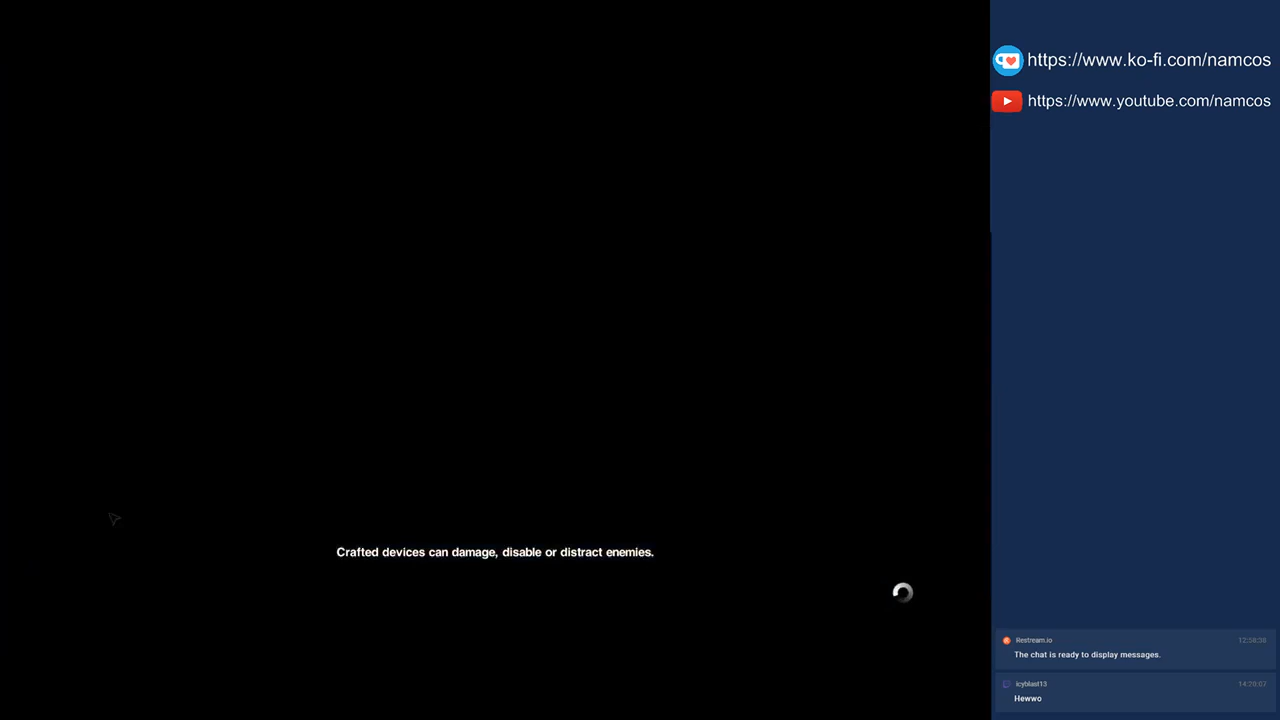 https://www.ko-fi.com/namcos
https://www.youtube.com/namcos
Crafted devices can damage, disable or distract enemies.
Restream.io 12:58:36
The chat is ready to display messages.
icyblast13 14:20:07
Hewwo